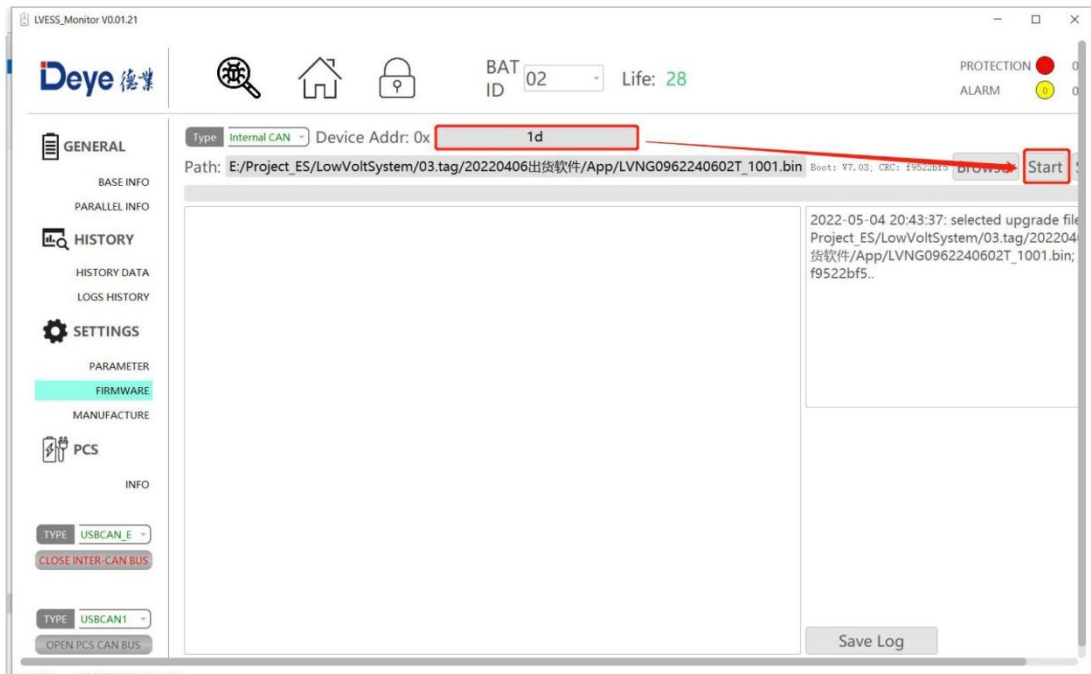 LVESS_Monitor V0.01.21
Deye 德業
BAT ID 02 Life: 28
PROTECTION 0
ALARM 0 0
Type Internal CAN Device Addr: 0x 1d
Path: E:/Project_ES/LowVoltSystem/03.tag/20220406出货软件/App/LVNG0962240602T_1001.bin Boot: V7.03, CRC: f9522bf5 Browser Start S
GENERAL
BASE INFO
PARALLEL INFO
HISTORY
HISTORY DATA
LOGS HISTORY
SETTINGS
PARAMETER
FIRMWARE
MANUFACTURE
PCS
INFO
TYPE USBCAN_E
CLOSE INTER-CAN BUS
TYPE USBCAN1
OPEN PCS CAN BUS
2022-05-04 20:43:37: selected upgrade file
Project_ES/LowVoltSystem/03.tag/202204
货软件/App/LVNG0962240602T_1001.bin;
f9522bf5..
Save Log